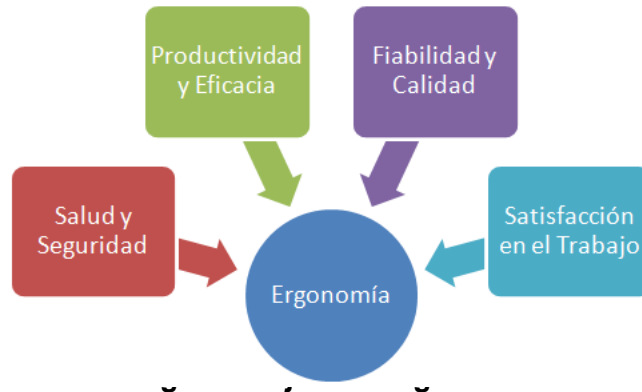 Productividad
y Eficacia
Fiabilidad y
Calidad
Salud y
Seguridad
Satisfacción
en el Trabajo
Ergonomía